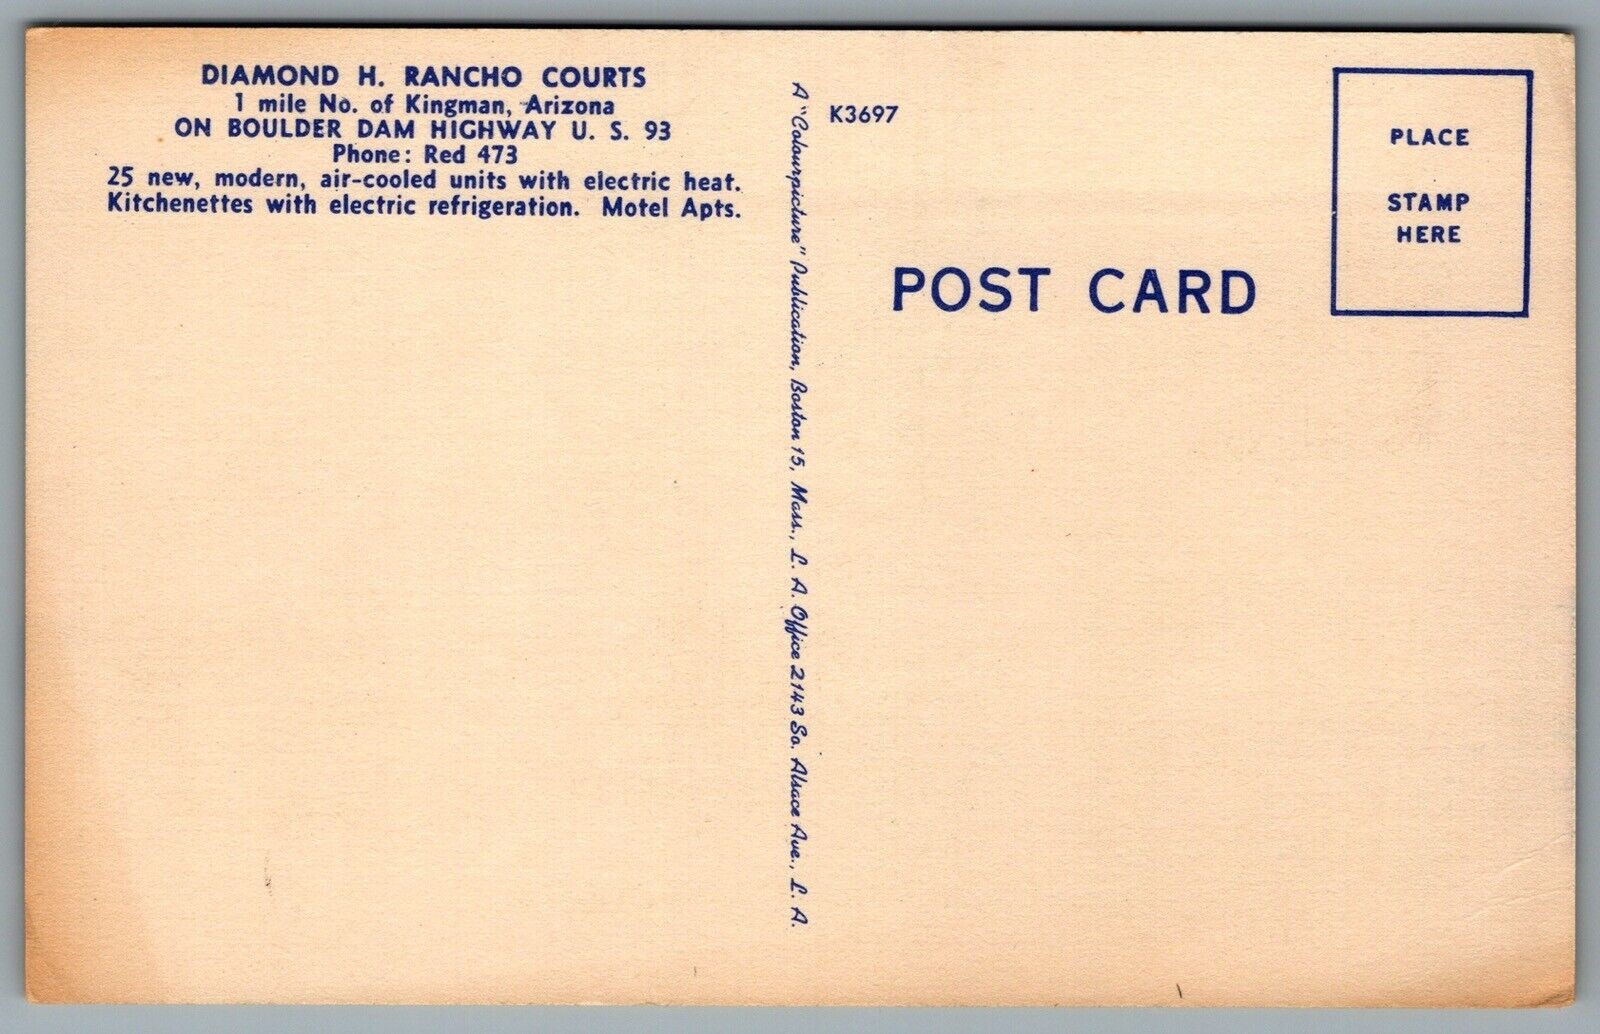 DIAMOND H. RANCHO COURTS
1 mile No. of Kingman, Arizona
ON BOULDER DAM HIGHWAY U. S. 93
Phone: Red 473
25 new, modern, air-cooled units with electric heat.
Kitchenettes with electric refrigeration. Motel Apts.
A "Colourpicture" Publication, Boston 15, Mass., L. A. Office 2143 So. Alsace Ave., L. A.
K3697
POST CARD
PLACE
STAMP
HERE